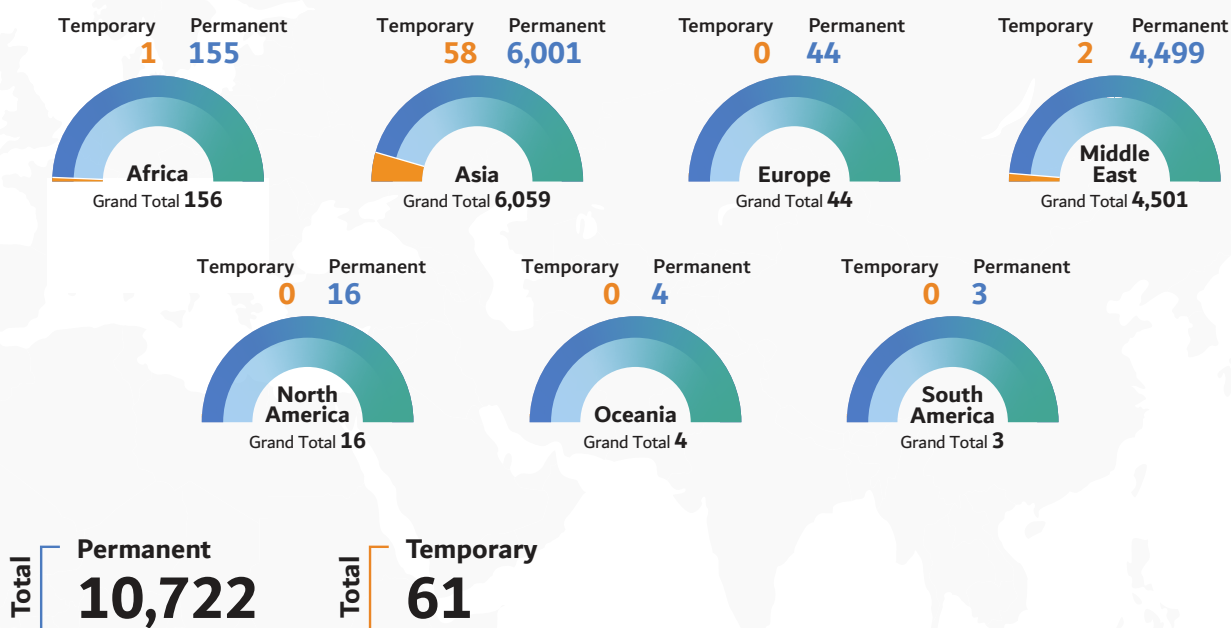 Temporary Permanent
1 155
Africa
Grand Total 156
Temporary Permanent
58 6,001
Asia
Grand Total 6,059
Temporary Permanent
0 44
Europe
Grand Total 44
Temporary Permanent
2 4,499
Middle
East
Grand Total 4,501
Temporary Permanent
0 16
North
America
Grand Total 16
Temporary Permanent
0 4
Oceania
Grand Total 4
Temporary Permanent
0 3
South
America
Grand Total 3
Total
Permanent
10,722
Total
Temporary
61